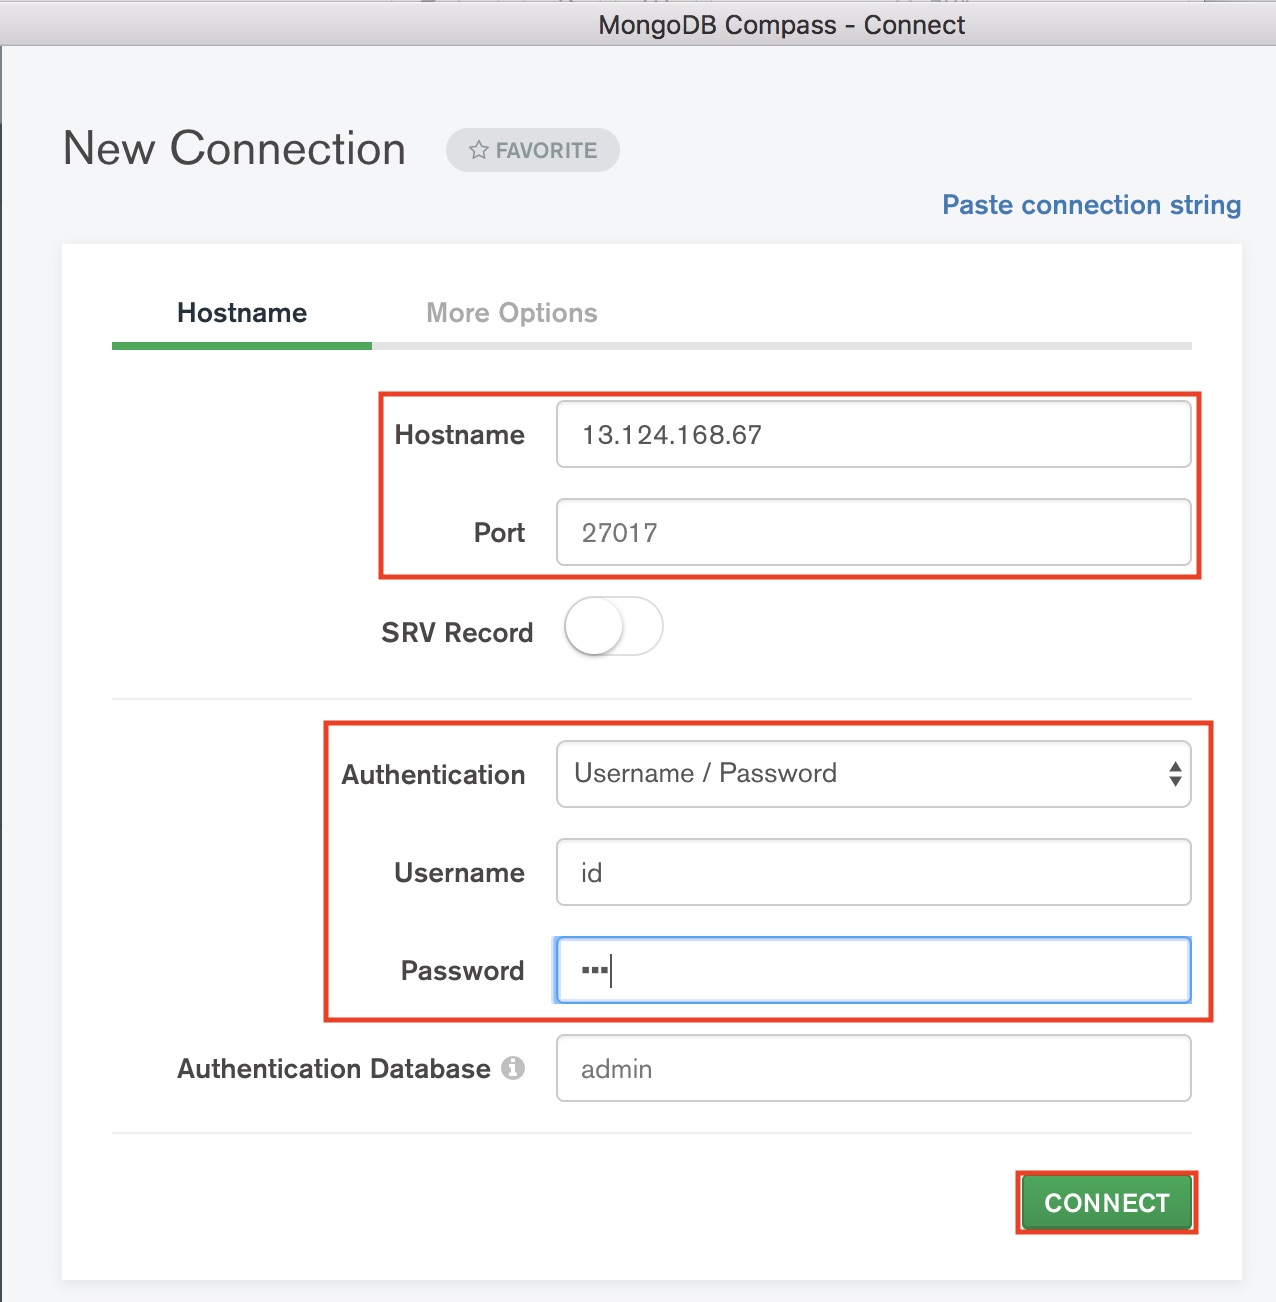 MongoDB Compass - Connect
New Connection
FAVORITE
Paste connection string
Hostname
More Options
Hostname
13.124.168.67
Port
27017
SRV Record
Authentication
Username / Password
Username
id
Password
Authentication Database
admin
CONNECT